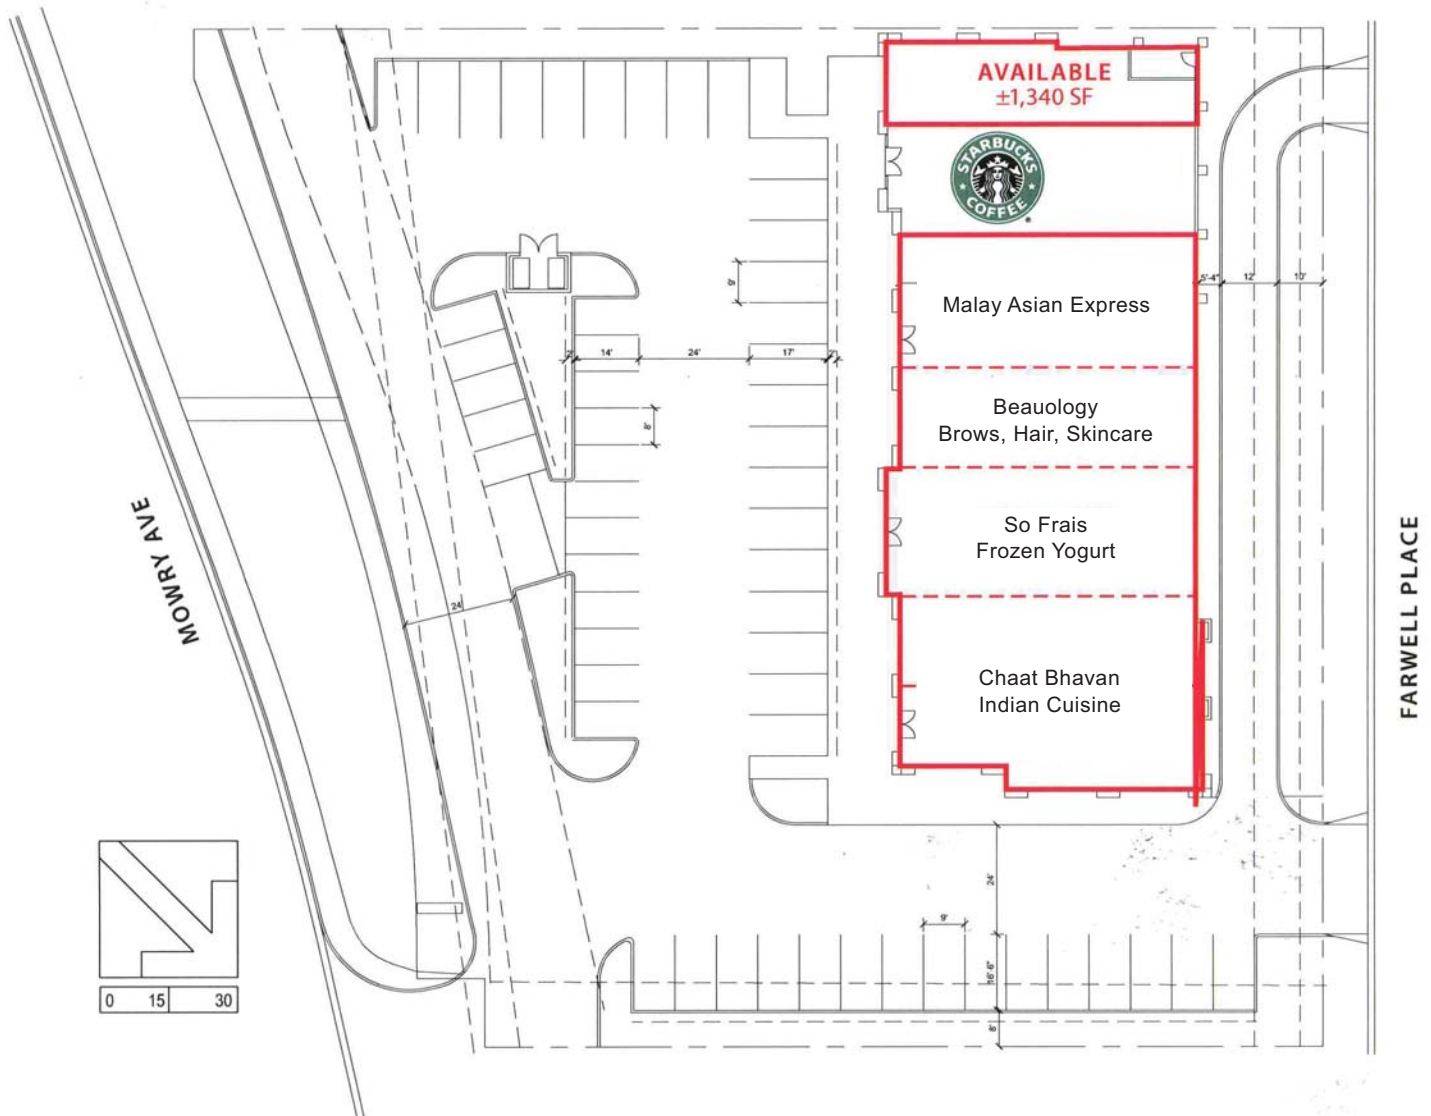 AVAILABLE
±1,340 SF
STARBUCKS
COFFEE
®
5'-4"
12'
10'
Malay Asian Express
9'
2'
14'
24'
17'
2'
8'
Beauology
Brows, Hair, Skincare
So Frais
Frozen Yogurt
MOWRY AVE
24'
FARWELL PLACE
Chaat Bhavan
Indian Cuisine
24'
9'
16'6"
8'
0 15 30